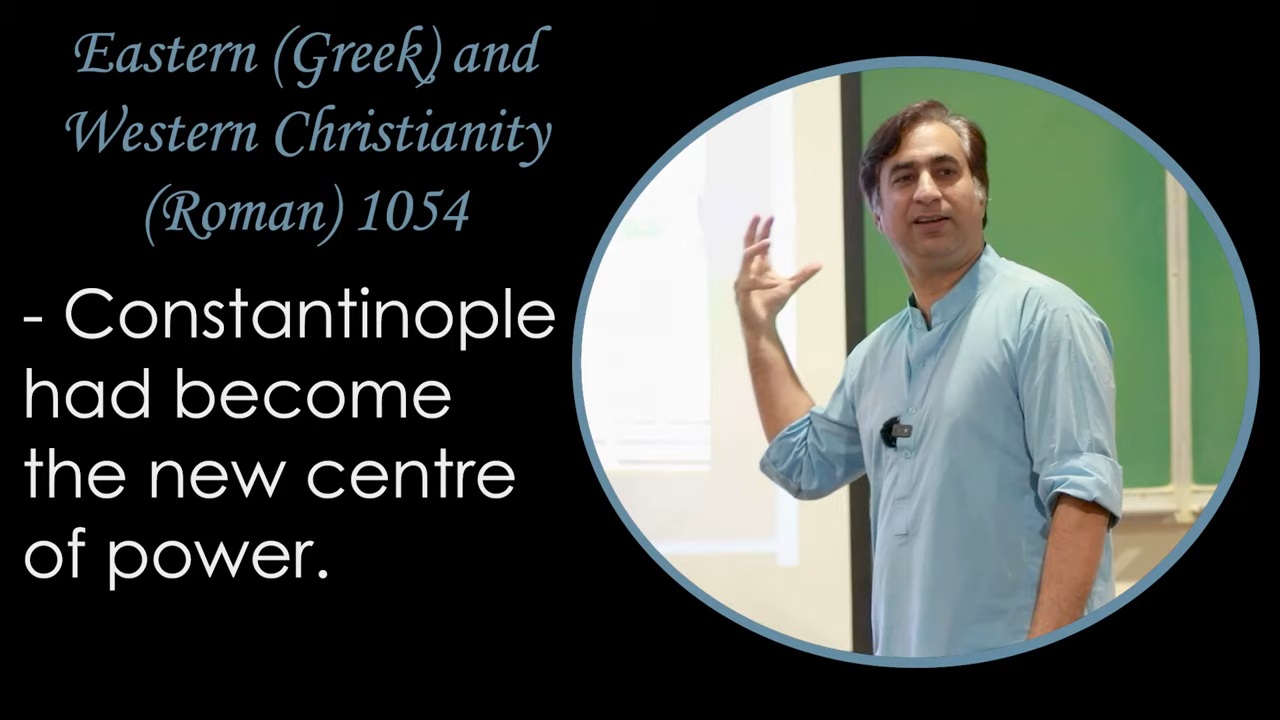 Eastern (Greek) and
Western Christianity
(Roman) 1054
- Constantinople
had become
the new centre
of power.